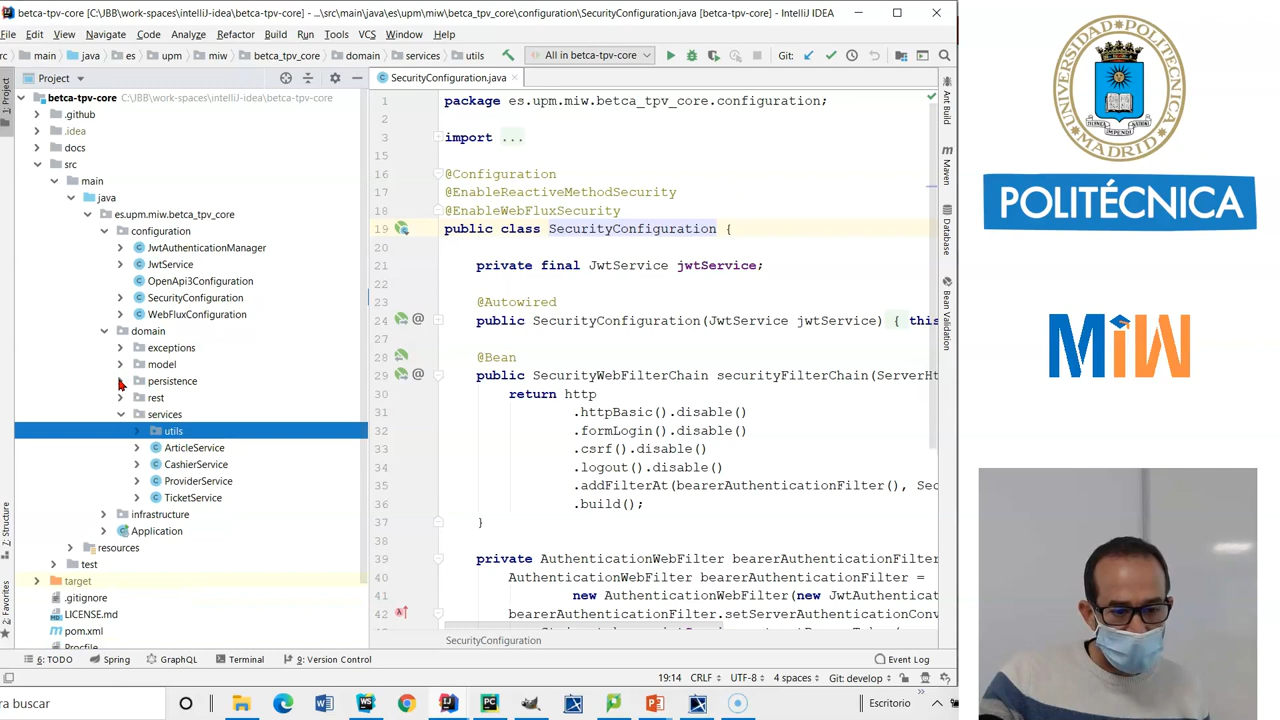 betca-tpv-core [C:\JBB\work-spaces\intelliJ-idea\betca-tpv-core] - ...\src\main\java\es\upm\miw\betca_tpv_core\configuration\SecurityConfiguration.java [betca-tpv-core] - IntelliJ IDEA
File Edit View Navigate Code Analyze Refactor Build Run Tools VCS Window Help
main java es upm miw betca_tpv_core domain services utils All in betca-tpv-core Git:
Project
SecurityConfiguration.java
betca-tpv-core C:\JBB\work-spaces\intelliJ-idea\betca-tpv-core
.github
.idea
docs
src
main
java
es.upm.miw.betca_tpv_core
configuration
JwtAuthenticationManager
JwtService
OpenApi3Configuration
SecurityConfiguration
WebFluxConfiguration
domain
exceptions
model
persistence
rest
services
utils
ArticleService
CashierService
ProviderService
TicketService
infrastructure
Application
resources
test
target
.gitignore
LICENSE.md
pom.xml
Procfile
1: Project
7: Structure
2: Favorites
1 package es.upm.miw.betca_tpv_core.configuration;
2
3 import ...
15
16 @Configuration
17 @EnableReactiveMethodSecurity
18 @EnableWebFluxSecurity
19 public class SecurityConfiguration {
20
21 private final JwtService jwtService;
22
23 @Autowired
24 public SecurityConfiguration(JwtService jwtService) { this
27
28 @Bean
29 public SecurityWebFilterChain securityFilterChain(ServerHt
30 return http
31 .httpBasic().disable()
32 .formLogin().disable()
33 .csrf().disable()
34 .logout().disable()
35 .addFilterAt(bearerAuthenticationFilter(), Sec
36 .build();
37 }
38
39 private AuthenticationWebFilter bearerAuthenticationFilter
40 AuthenticationWebFilter bearerAuthenticationFilter =
41 new AuthenticationWebFilter(new JwtAuthentica
42 bearerAuthenticationFilter.setServerAuthenticationConv
SecurityConfiguration
Ant Build
Maven
Database
Bean Validation
6: TODO Spring GraphQL Terminal 9: Version Control Event Log
19:14 CRLF UTF-8 4 spaces Git: develop
a buscar
Escritorio
UNIVERSIDAD POLITÉCNICA DE MADRID
POLITÉCNICA
MiW